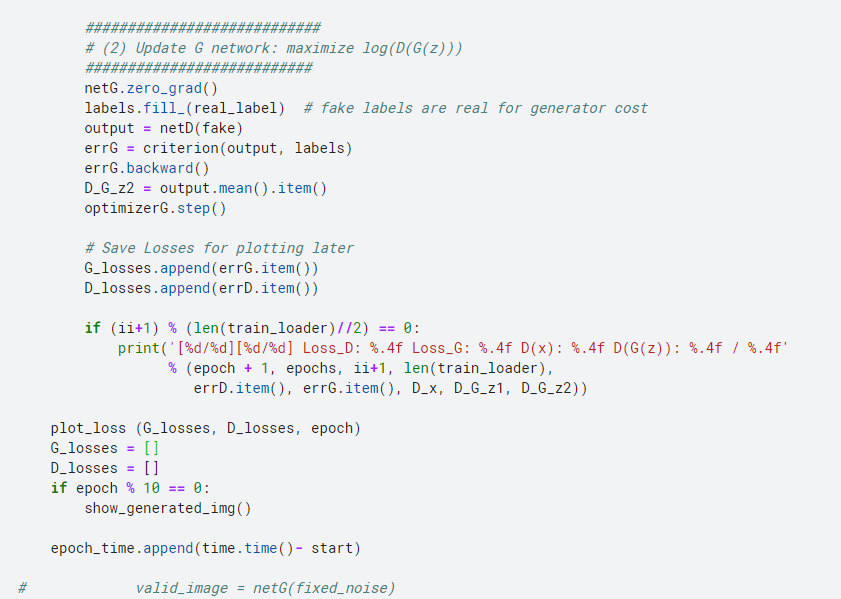 ############################
# (2) Update G network: maximize log(D(G(z)))
###########################
netG.zero_grad()
labels.fill_(real_label)  # fake labels are real for generator cost
output = netD(fake)
errG = criterion(output, labels)
errG.backward()
D_G_z2 = output.mean().item()
optimizerG.step()
# Save Losses for plotting later
G_losses.append(errG.item())
D_losses.append(errD.item())
if (ii+1) % (len(train_loader)//2) == 0:
print('[%d/%d][%d/%d] Loss_D: %.4f Loss_G: %.4f D(x): %.4f D(G(z)): %.4f / %.4f'
% (epoch + 1, epochs, ii+1, len(train_loader),
errD.item(), errG.item(), D_x, D_G_z1, D_G_z2))
plot_loss (G_losses, D_losses, epoch)
G_losses = []
D_losses = []
if epoch % 10 == 0:
show_generated_img()
epoch_time.append(time.time()- start)
#             valid_image = netG(fixed_noise)